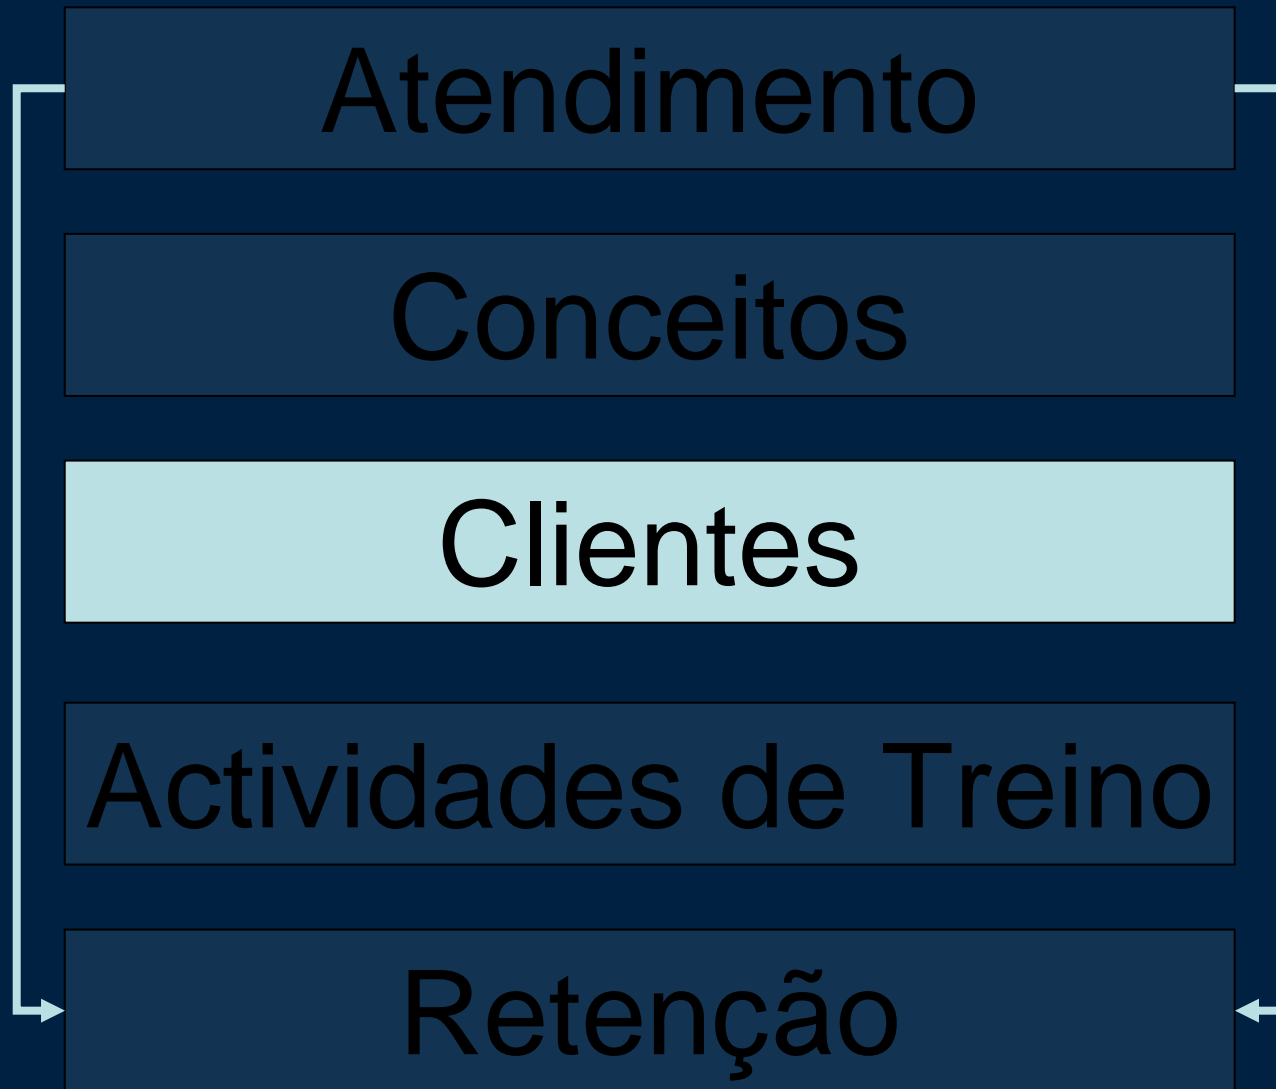 Atendimento
Conceitos
Clientes
Actividades de Treino
Retenção